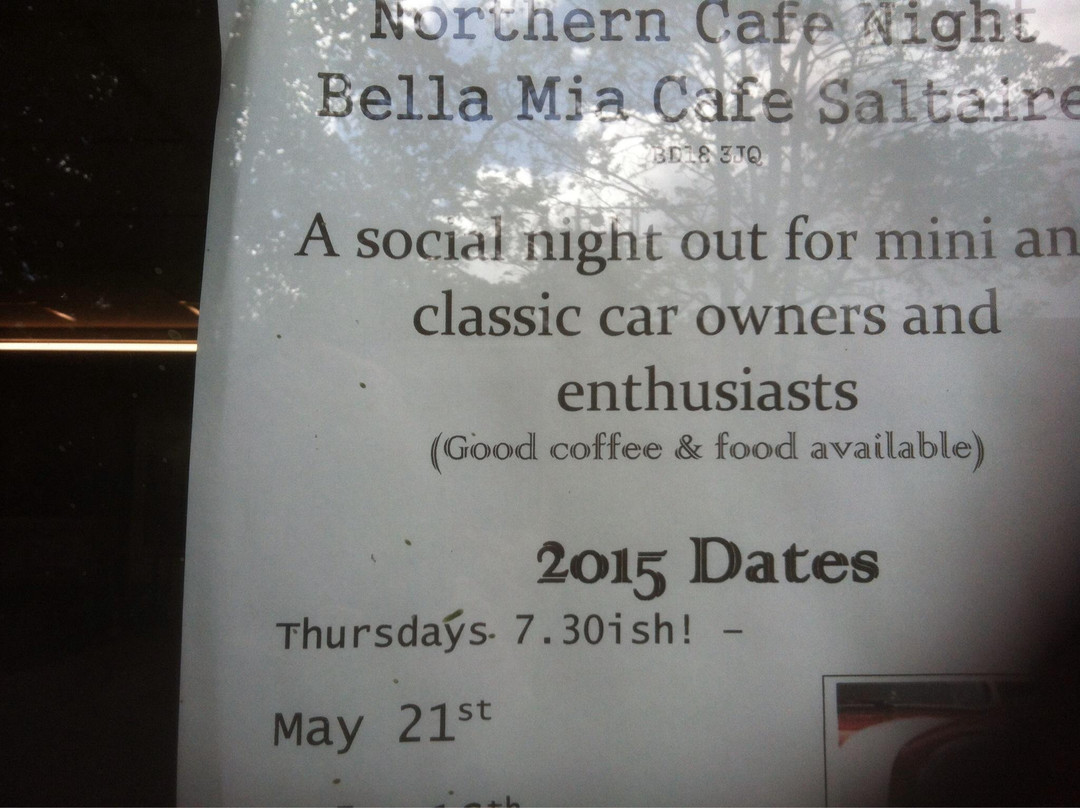 Northern Cafe Night
Bella Mia Cafe Saltaire
BD18 3JQ
A social night out for mini an
classic car owners and
enthusiasts
(Good coffee & food available)
2015 Dates
Thursdays 7.30ish! –
May 21st